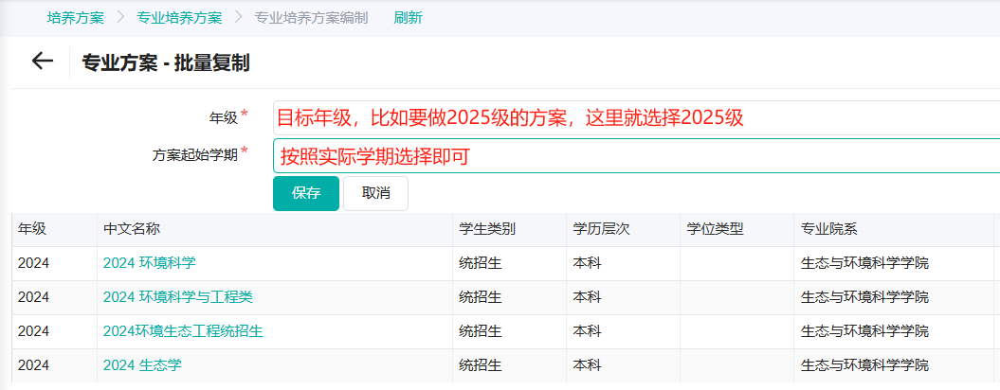 培养方案 专业培养方案 专业培养方案编制 刷新
专业方案 - 批量复制
年级* 目标年级，比如要做2025级的方案，这里就选择2025级
方案起始学期* 按照实际学期选择即可
保存 取消
年级 中文名称 学生类别 学历层次 学位类型 专业院系
2024 2024 环境科学 统招生 本科 生态与环境科学学院
2024 2024 环境科学与工程类 统招生 本科 生态与环境科学学院
2024 2024环境生态工程统招生 统招生 本科 生态与环境科学学院
2024 2024 生态学 统招生 本科 生态与环境科学学院